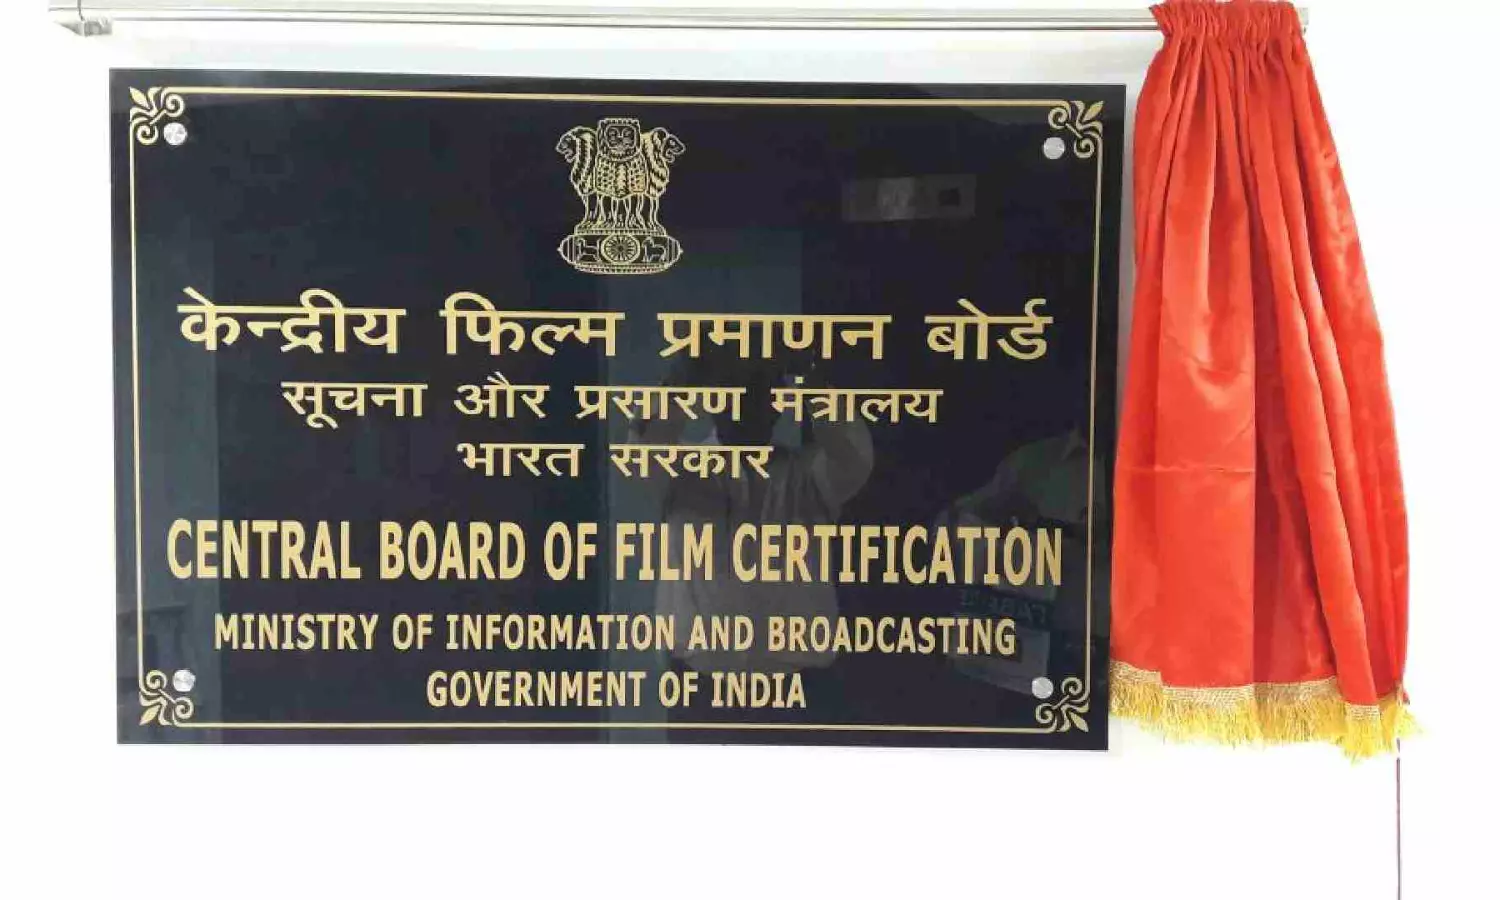 केन्द्रीय फिल्म प्रमाणन बोर्ड
सूचना और प्रसारण मंत्रालय
भारत सरकार
CENTRAL BOARD OF FILM CERTIFICATION
MINISTRY OF INFORMATION AND BROADCASTING
GOVERNMENT OF INDIA